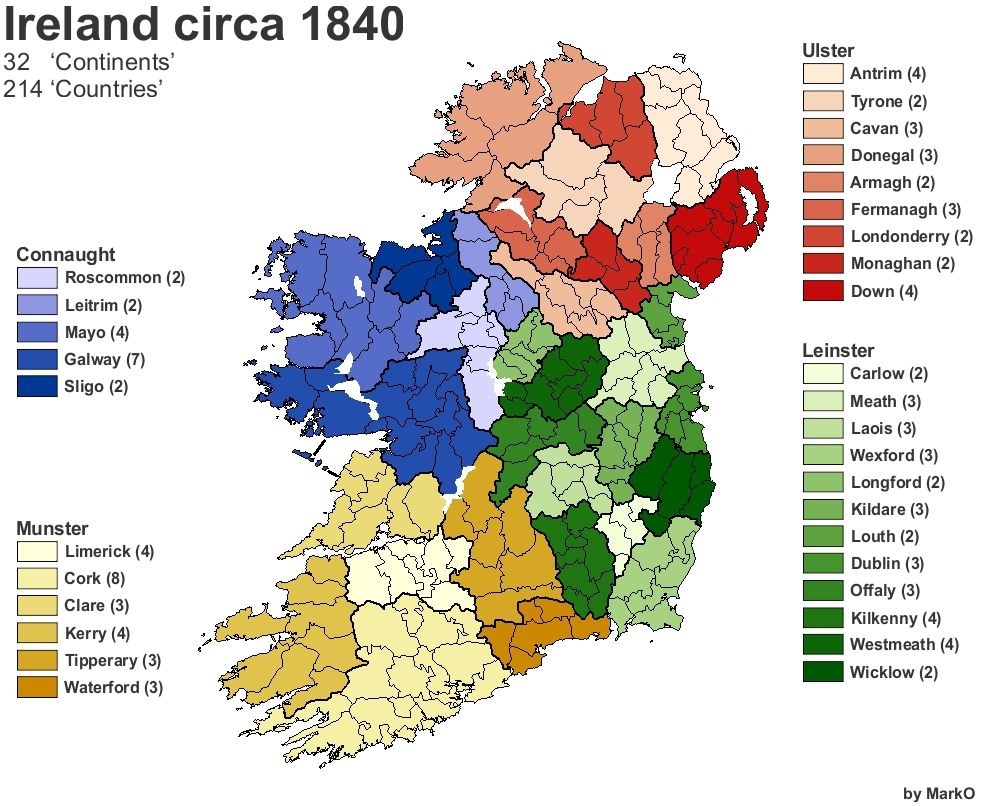 Ireland circa 1840
32 ‘Continents’
214 ‘Countries’
Ulster
Antrim (4)
Tyrone (2)
Cavan (3)
Donegal (3)
Armagh (2)
Fermanagh (3)
Londonderry (2)
Monaghan (2)
Down (4)
Connaught
Roscommon (2)
Leitrim (2)
Mayo (4)
Galway (7)
Sligo (2)
Leinster
Carlow (2)
Meath (3)
Laois (3)
Wexford (3)
Longford (2)
Kildare (3)
Louth (2)
Dublin (3)
Offaly (3)
Kilkenny (4)
Westmeath (4)
Wicklow (2)
Munster
Limerick (4)
Cork (8)
Clare (3)
Kerry (4)
Tipperary (3)
Waterford (3)
by MarkO